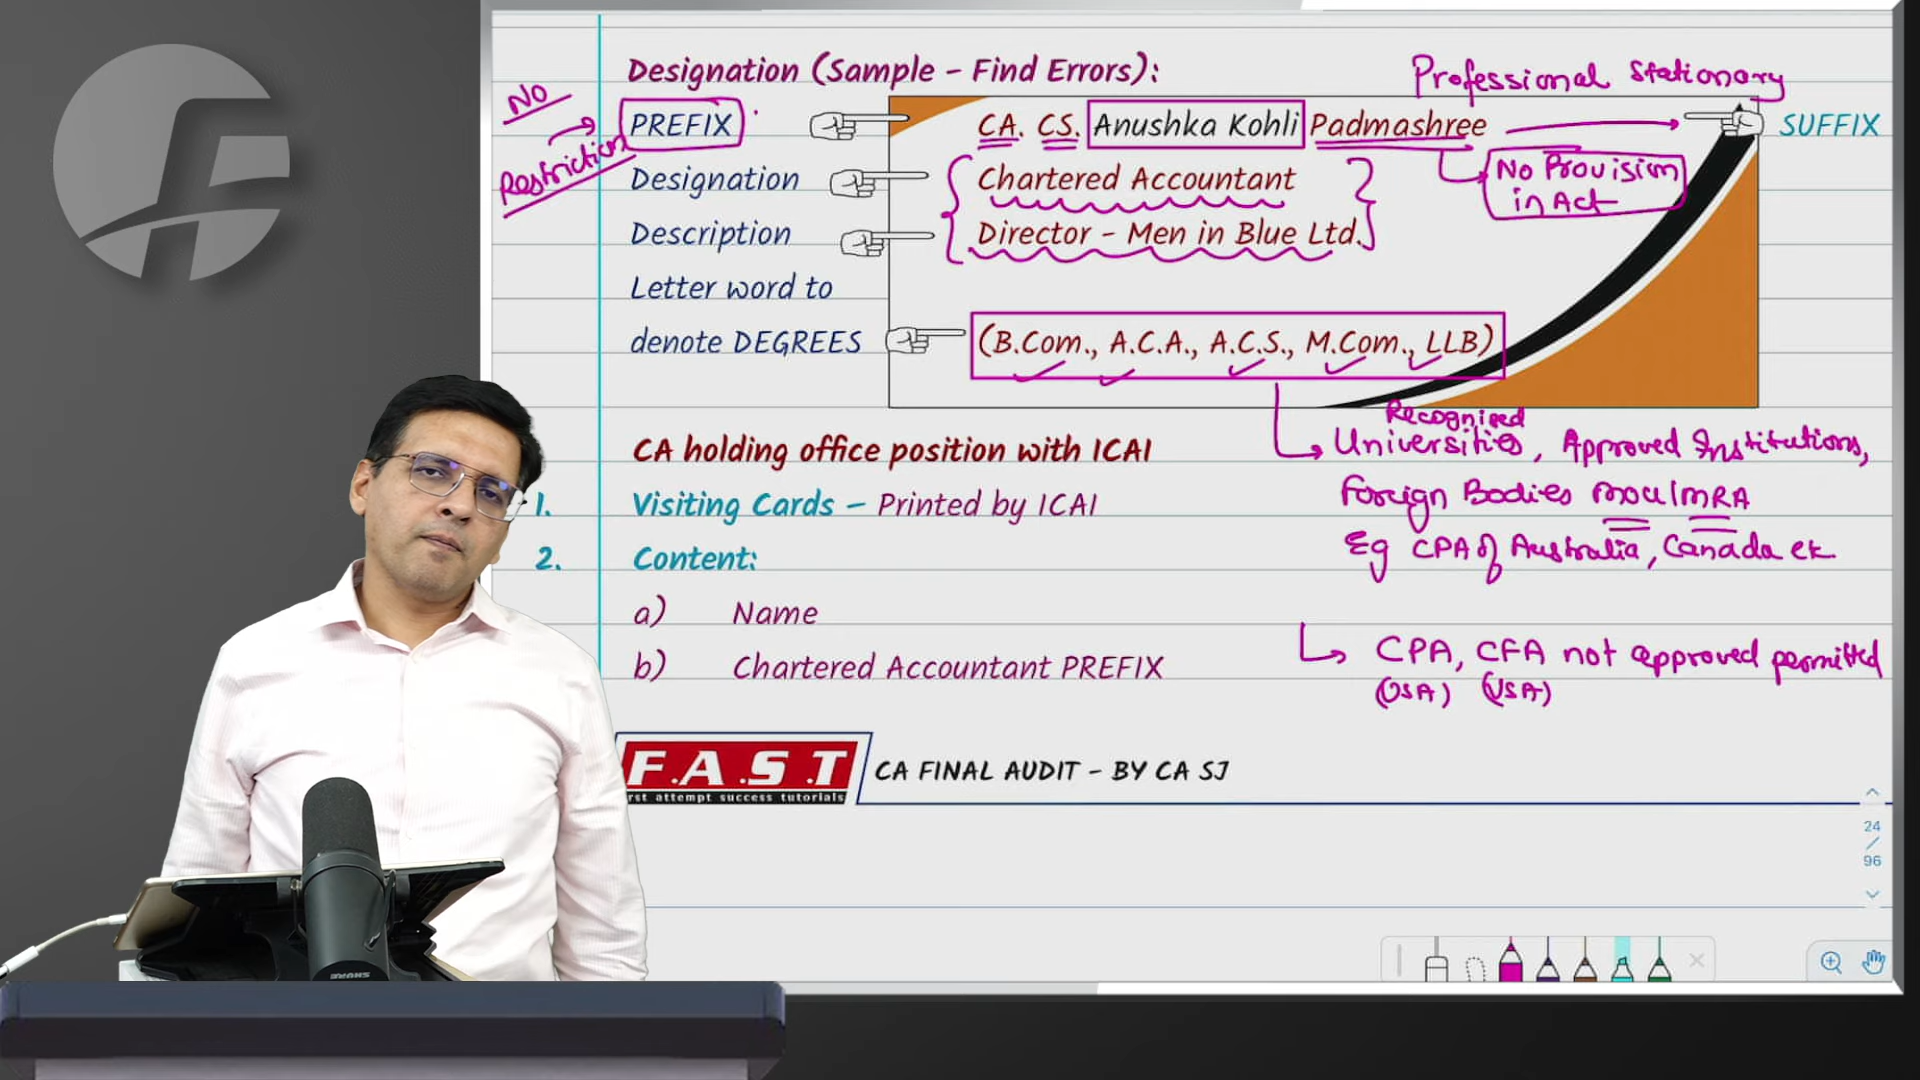 Designation (Sample - Find Errors):
Professional Stationary
No
Restriction
PREFIX
CA. CS. Anushka Kohli Padmashree
SUFFIX
Designation
Chartered Accountant
No Provision
in Act
Description
Director - Men in Blue Ltd.
Letter word to
denote DEGREES
(B.Com., A.C.A., A.C.S., M.Com., LLB)
Recognised
Universities, Approved Institutions,
Foreign Bodies MOU/MRA
Eg CPA of Australia, Canada etc
CA holding office position with ICAI
1. Visiting Cards – Printed by ICAI
2. Content:
a) Name
b) Chartered Accountant PREFIX
CPA, CFA not approved permitted
(USA) (USA)
F.A.S.T
rst attempt success tutorials
CA FINAL AUDIT - BY CA SJ
24
/
96
SHURE